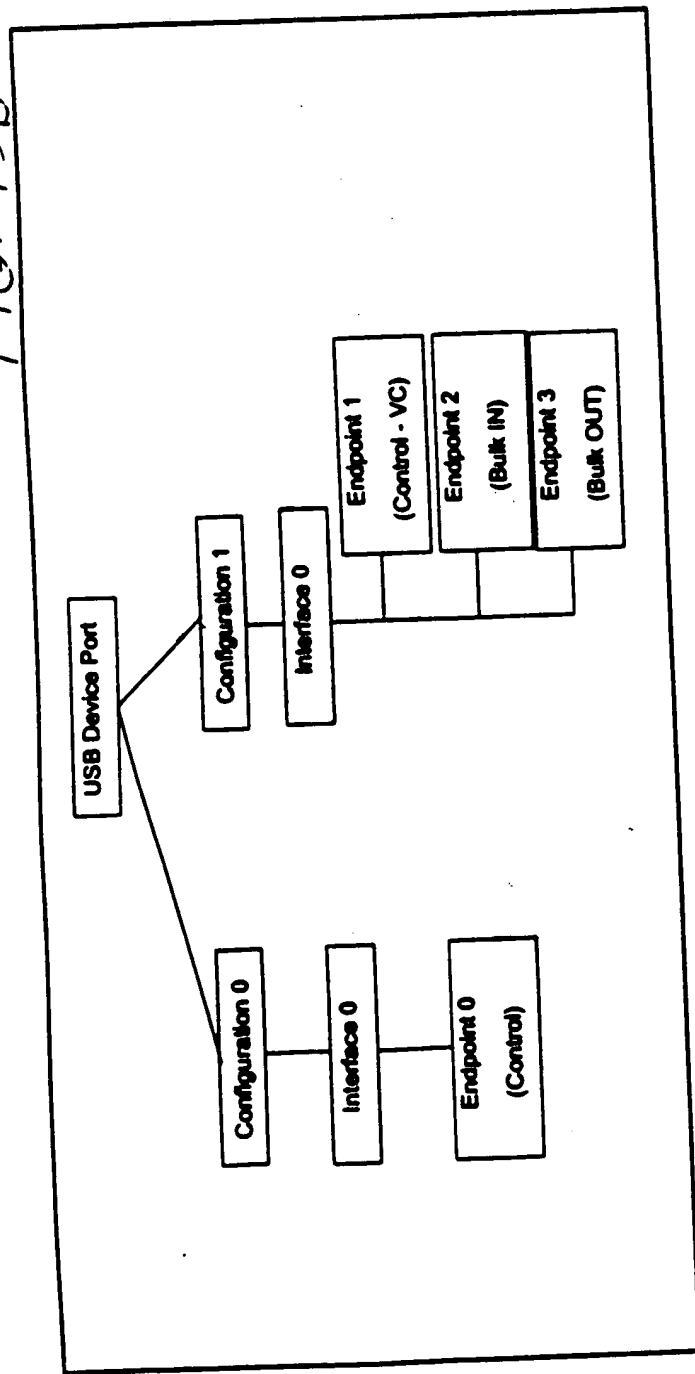 USB Device Port
Configuration 0
Interface 0
Endpoint 0
(Control)
Configuration 1
Interface 0
Endpoint 1
(Control - VC)
Endpoint 2
(Bulk IN)
Endpoint 3
(Bulk OUT)